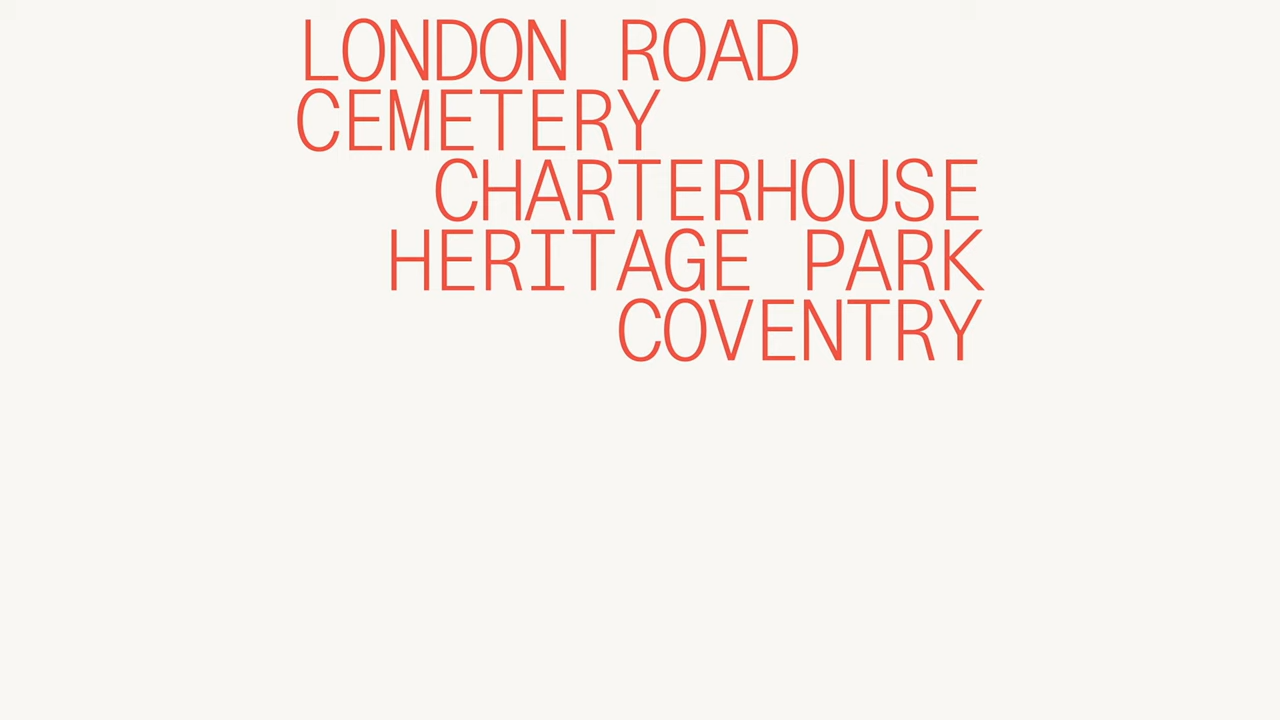 LONDON ROAD
CEMETERY
CHARTERHOUSE
HERITAGE PARK
COVENTRY